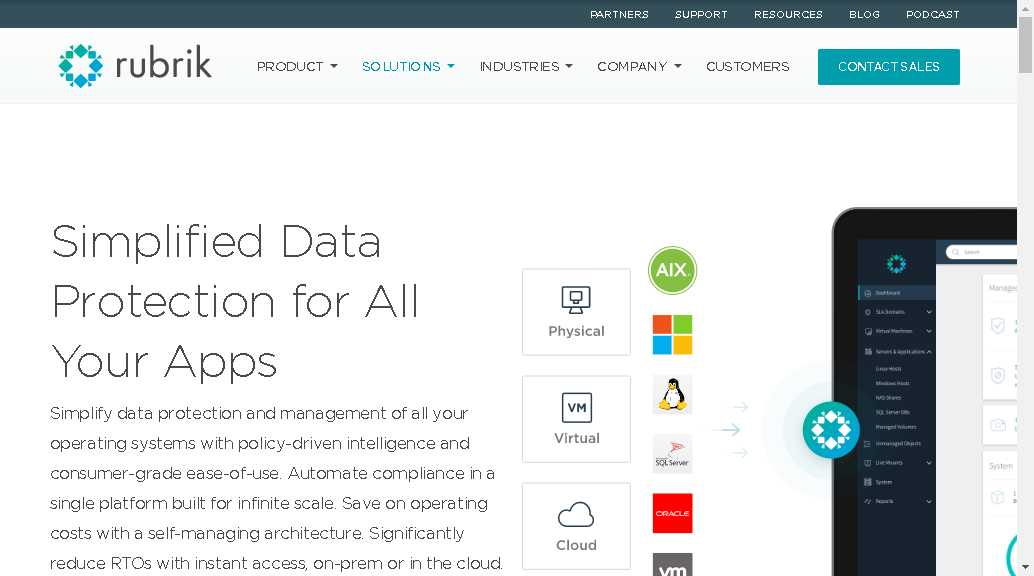 PARTNERS SUPPORT RESOURCES BLOG PODCAST
rubrik PRODUCT SOLUTIONS INDUSTRIES COMPANY CUSTOMERS CONTACT SALES
Simplified Data
Protection for All
Your Apps
Simplify data protection and management of all your
operating systems with policy-driven intelligence and
consumer-grade ease-of-use. Automate compliance in a
single platform built for infinite scale. Save on operating
costs with a self-managing architecture. Significantly
reduce RTOs with instant access, on-prem or in the cloud.
Physical
VM
Virtual
Cloud
AIX
SQL Server
ORACLE
vm
Search
Dashboard
SLA Domains
Virtual Machines
Servers & Applications
Linux Hosts
Windows Hosts
NAS Shares
SQL Server DBs
Managed Volumes
Unmanaged Objects
Live Mounts
System
Reports
Managed
System